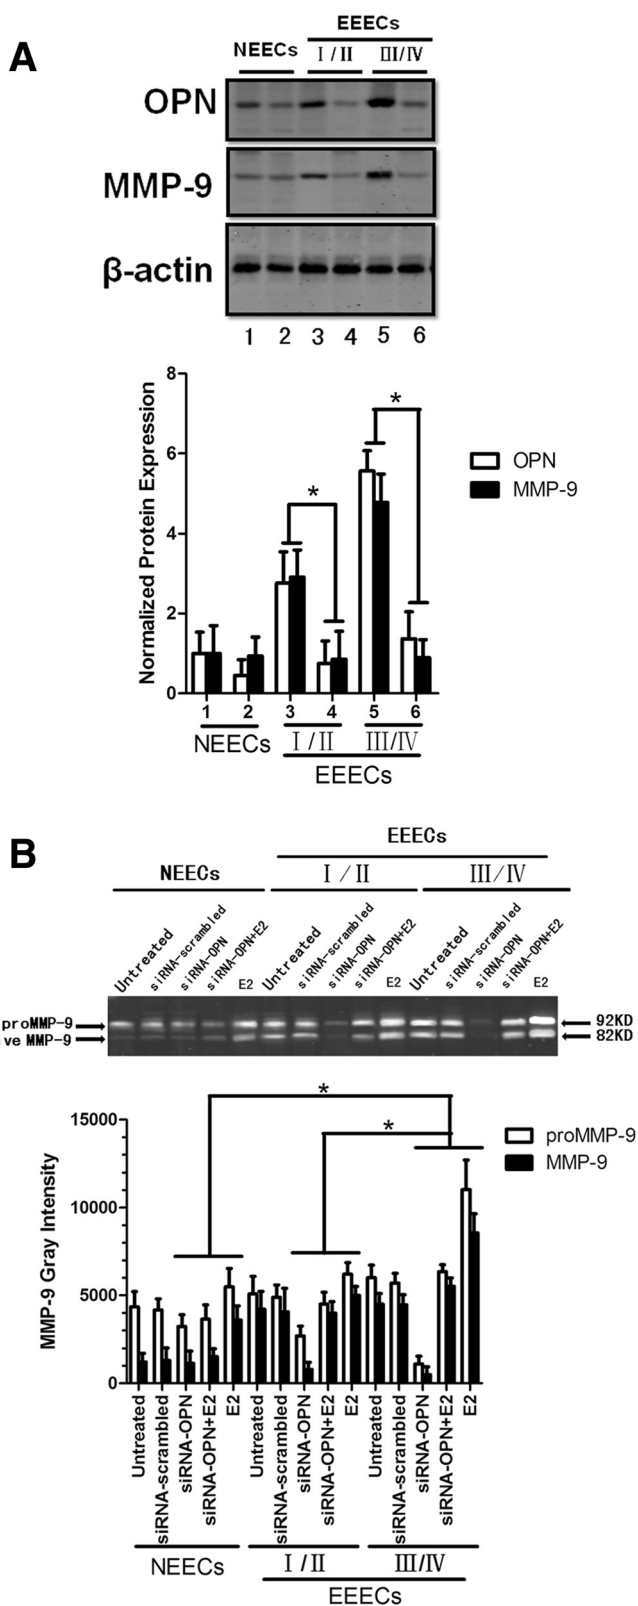 A
EEECs
NEECs Ⅰ/Ⅱ Ⅲ/Ⅳ
OPN
MMP-9
β-actin
1 2 3 4 5 6
Normalized Protein Expression
8
6
4
2
0
* *
OPN
MMP-9
1 2 3 4 5 6
NEECs Ⅰ/Ⅱ Ⅲ/Ⅳ
EEECs
B
EEECs
NEECs Ⅰ/Ⅱ Ⅲ/Ⅳ
Untreated siRNA-scrambled siRNA-OPN siRNA-OPN+E2 E2 Untreated siRNA-scrambled siRNA-OPN siRNA-OPN+E2 E2 Untreated siRNA-scrambled siRNA-OPN siRNA-OPN+E2 E2
proMMP-9 92KD
ive MMP-9 82KD
MMP-9 Gray Intensity
15000
10000
5000
0
*
*
proMMP-9
MMP-9
Untreated siRNA-scrambled siRNA-OPN siRNA-OPN+E2 E2 Untreated siRNA-scrambled siRNA-OPN siRNA-OPN+E2 E2 Untreated siRNA-scrambled siRNA-OPN siRNA-OPN+E2 E2
NEECs Ⅰ/Ⅱ Ⅲ/Ⅳ
EEECs